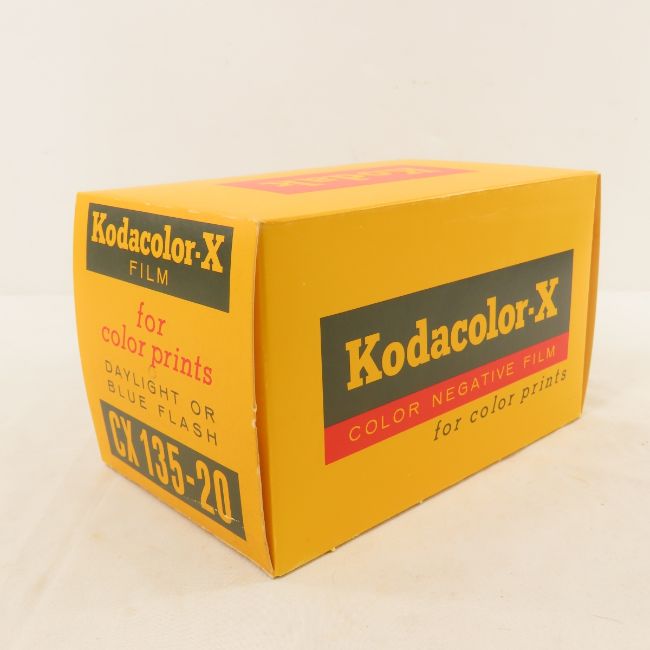 Kodak
Kodacolor-X
FILM
for
color prints
DAYLIGHT OR
BLUE FLASH
CX 135-20
Kodacolor-X
COLOR NEGATIVE FILM
for color prints